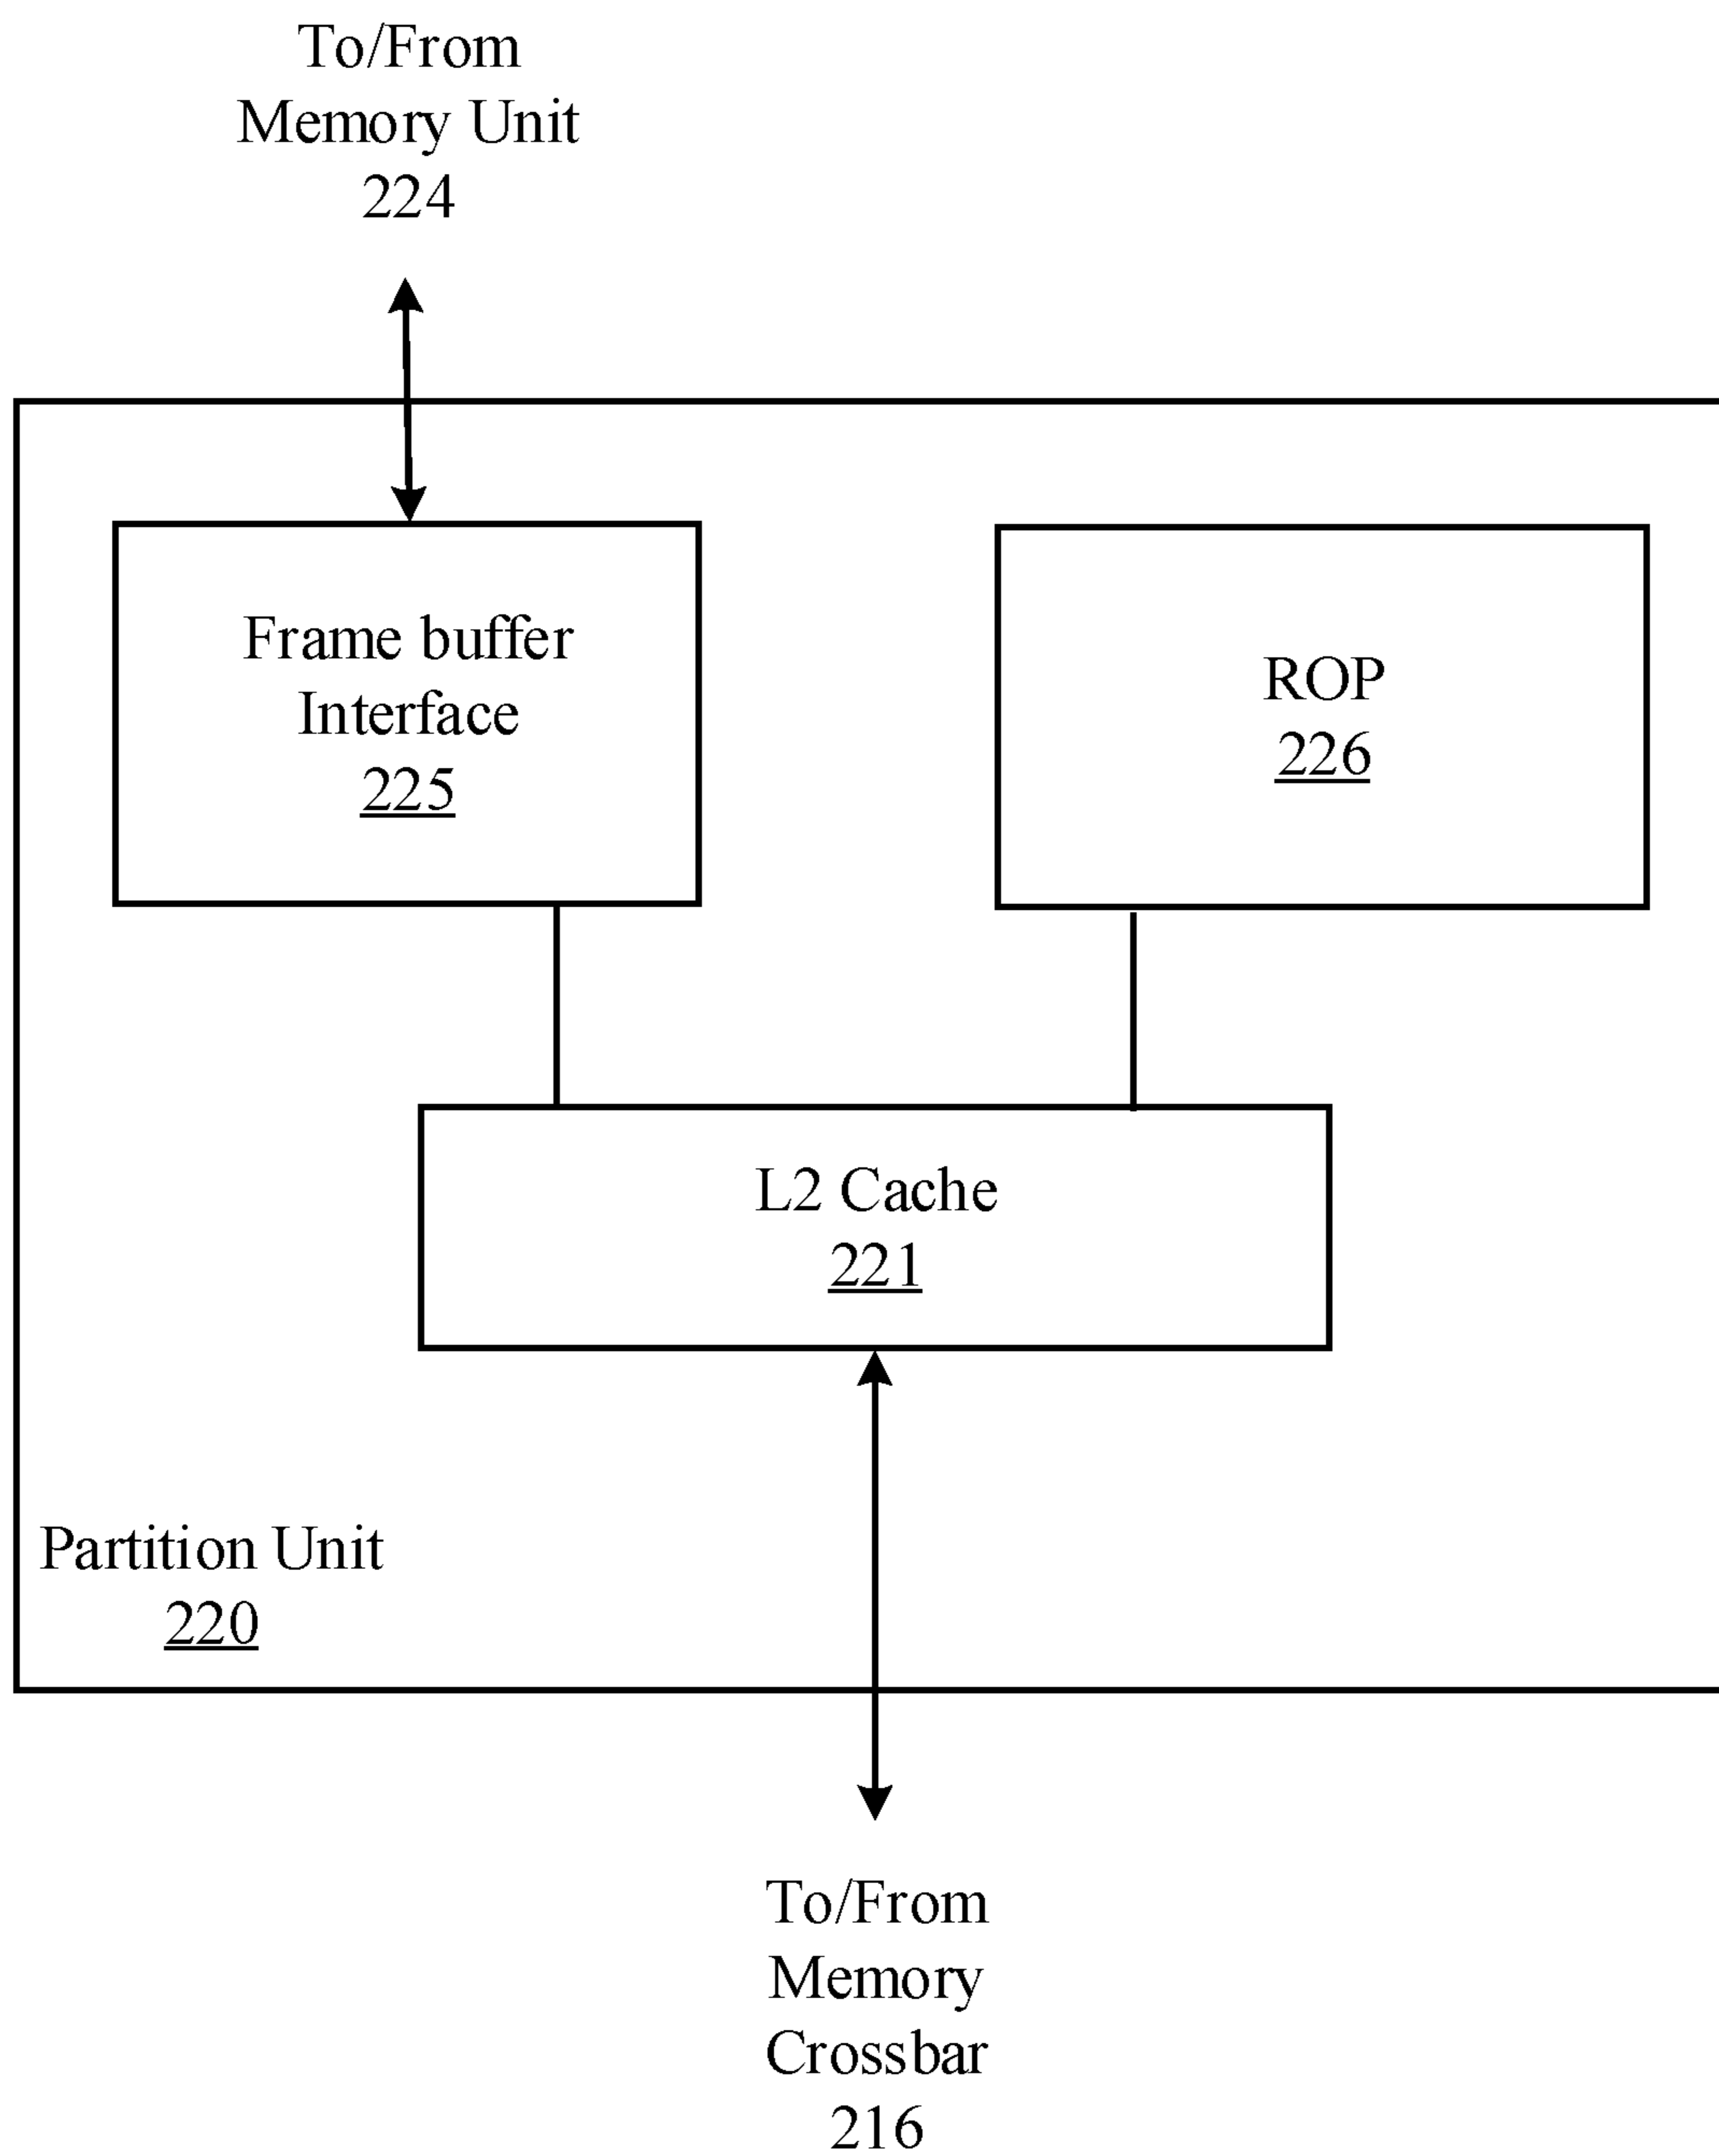 To/From
Memory Unit
224
Frame buffer
Interface
225
ROP
226
L2 Cache
221
Partition Unit
220
To/From
Memory
Crossbar
216